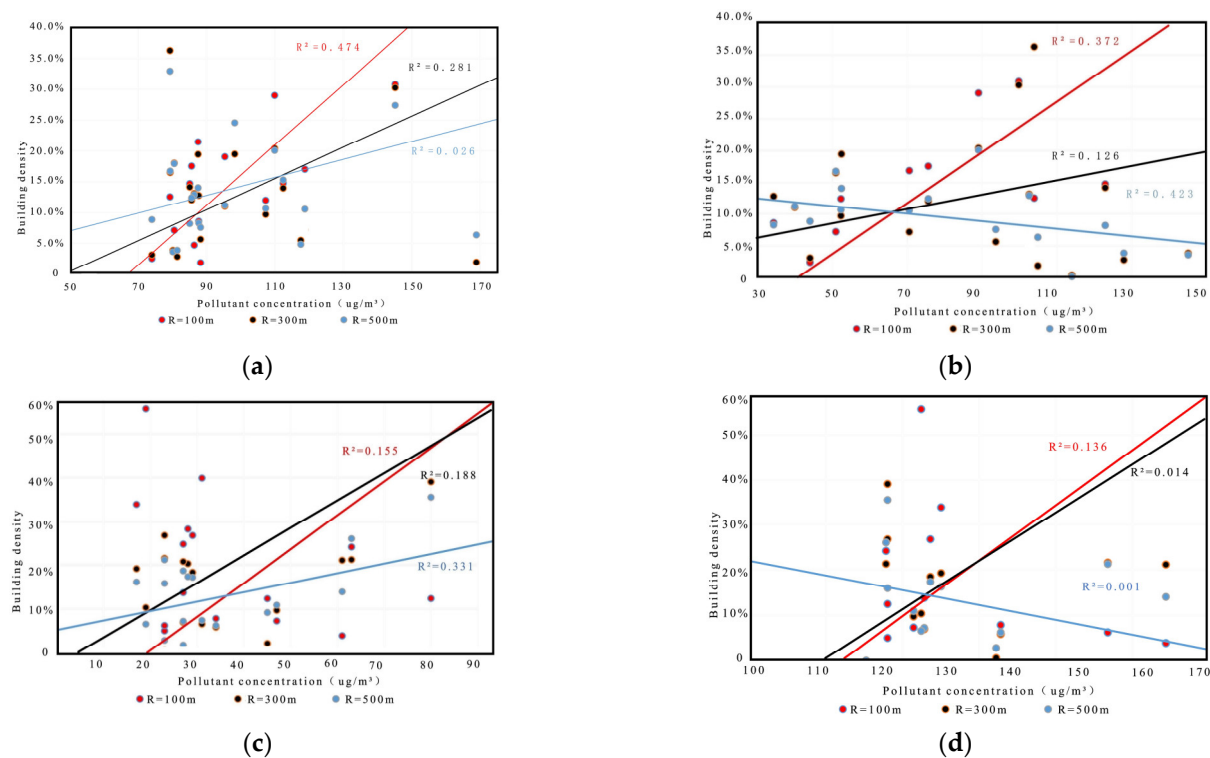 40.0%
35.0%
30.0%
25.0%
20.0%
15.0%
10.0%
5.0%
0
Building density
R²=0.474
R²=0.281
R²=0.026
50 70 90 110 130 150 170
Pollutant concentration（ug/m³）
R=100m R=300m R=500m
(a)
40.0%
35.0%
30.0%
25.0%
20.0%
15.0%
10.0%
5.0%
0
Building density
R²=0.372
R²=0.126
R²=0.423
30 50 70 90 110 130 150
Pollutant concentration（ug/m³）
R=100m R=300m R=500m
(b)
60%
50%
40%
30%
20%
10%
0
Building density
R²=0.155
R²=0.188
R²=0.331
10 20 30 40 50 60 70 80 90
Pollutant concentration（ug/m³）
R=100m R=300m R=500m
(c)
60%
50%
40%
30%
20%
10%
0
Building density
R²=0.136
R²=0.014
R²=0.001
100 120 130 140 150 160 170
Pollutant concentration（ug/m³）
R=100m R=300m R=500m
(d)